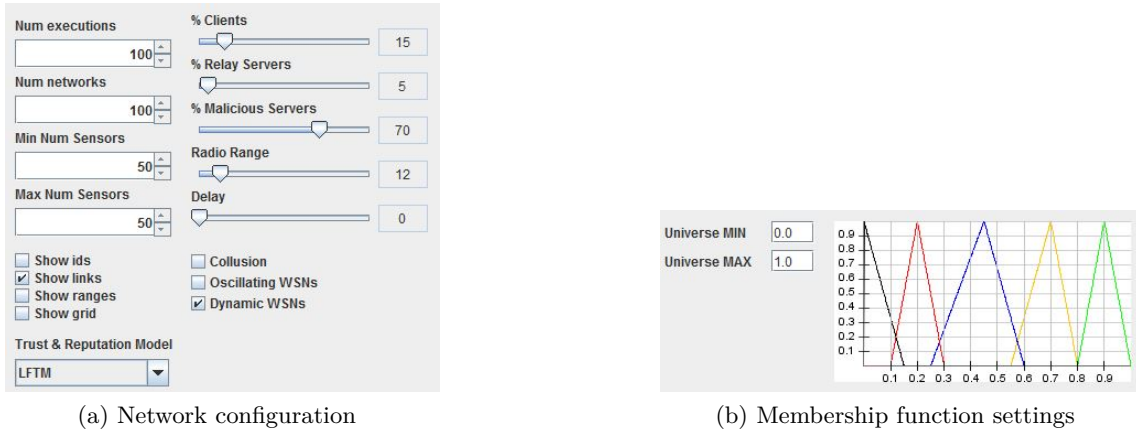 Num executions
100
Num networks
100
Min Num Sensors
50
Max Num Sensors
50
Show ids
Show links
Show ranges
Show grid
Trust & Reputation Model
LFTM
% Clients
15
% Relay Servers
5
% Malicious Servers
70
Radio Range
12
Delay
0
Collusion
Oscillating WSNs
Dynamic WSNs
(a) Network configuration
Universe MIN 0.0
Universe MAX 1.0
0.9
0.8
0.7
0.6
0.5
0.4
0.3
0.2
0.1
0.1 0.2 0.3 0.4 0.5 0.6 0.7 0.8 0.9
(b) Membership function settings